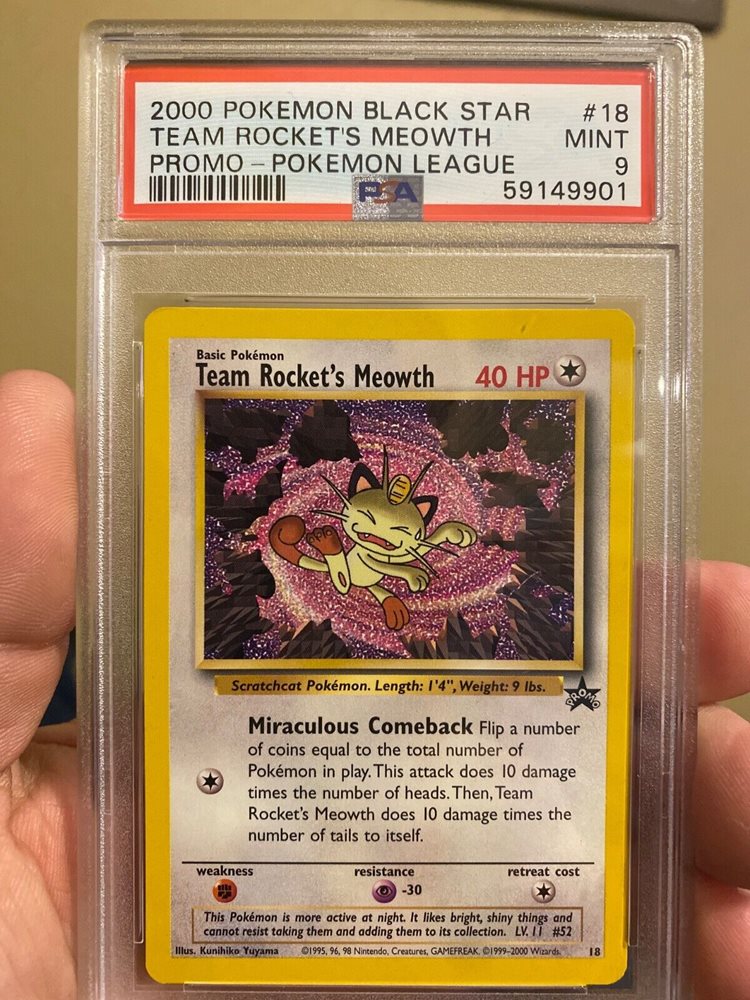 2000 POKEMON BLACK STAR #18
TEAM ROCKET'S MEOWTH MINT
PROMO - POKEMON LEAGUE 9
PSA 59149901
Basic Pokémon
Team Rocket's Meowth 40 HP
Scratchcat Pokémon. Length: 1'4", Weight: 9 lbs.
PROMO
Miraculous Comeback Flip a number
of coins equal to the total number of
Pokémon in play. This attack does 10 damage
times the number of heads. Then, Team
Rocket's Meowth does 10 damage times the
number of tails to itself.
weakness resistance retreat cost
-30
This Pokémon is more active at night. It likes bright, shiny things and
cannot resist taking them and adding them to its collection. LV. 11 #52
Illus. Kunihiko Yuyama ©1995, 96, 98 Nintendo, Creatures, GAMEFREAK. ©1999-2000 Wizards. 18